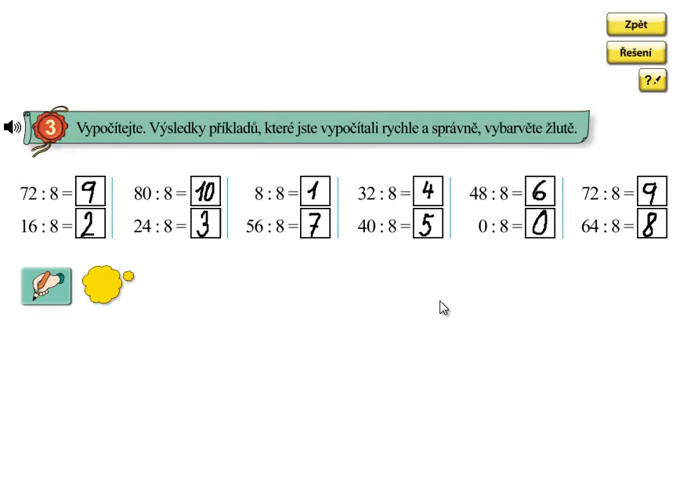 Zpět
Řešení
?
3 Vypočítejte. Výsledky příkladů, které jste vypočítali rychle a správně, vybarvěte žlutě.
72 : 8 = 9 80 : 8 = 10 8 : 8 = 1 32 : 8 = 4 48 : 8 = 6 72 : 8 = 9
16 : 8 = 2 24 : 8 = 3 56 : 8 = 7 40 : 8 = 5 0 : 8 = 0 64 : 8 = 8